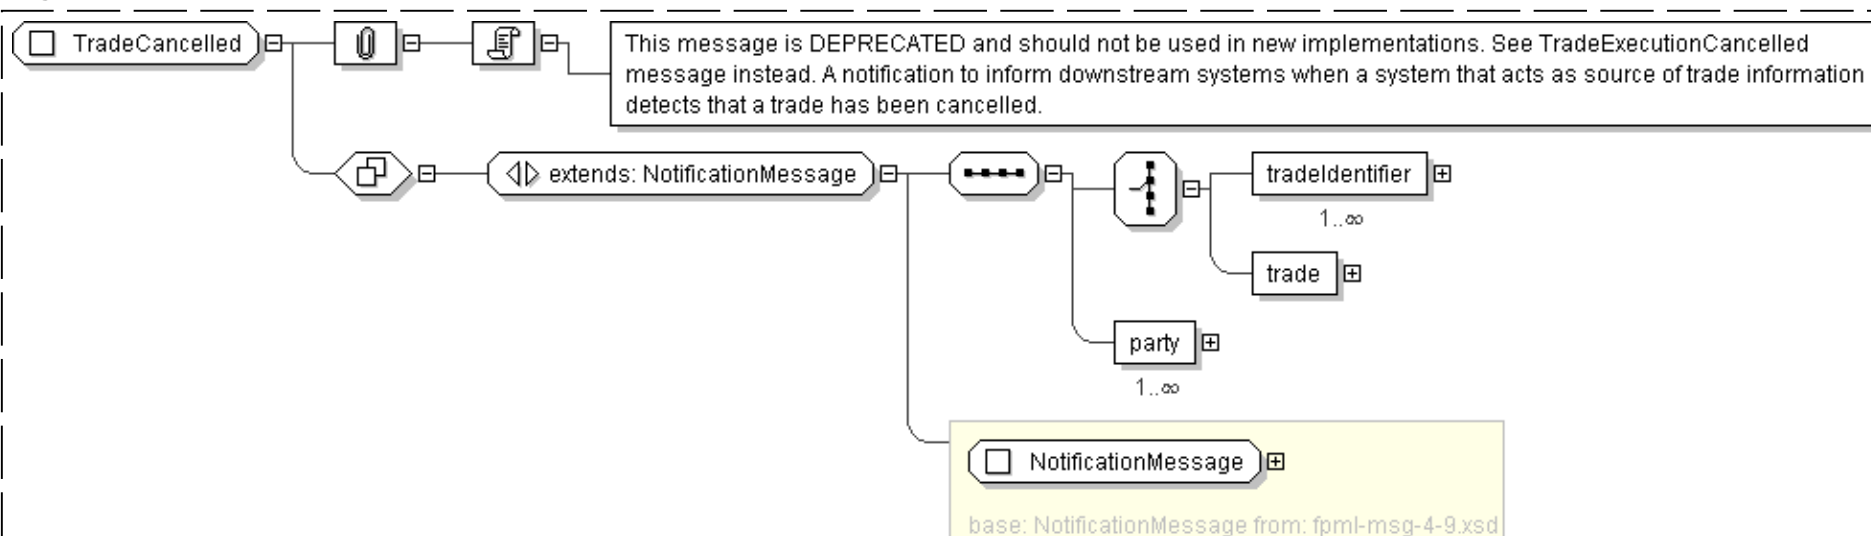 TradeCancelled
This message is DEPRECATED and should not be used in new implementations. See TradeExecutionCancelled
message instead. A notification to inform downstream systems when a system that acts as source of trade information
detects that a trade has been cancelled.
extends: NotificationMessage
tradeIdentifier
1..∞
trade
party
1..∞
NotificationMessage
base: NotificationMessage from: fpml-msg-4-9.xsd